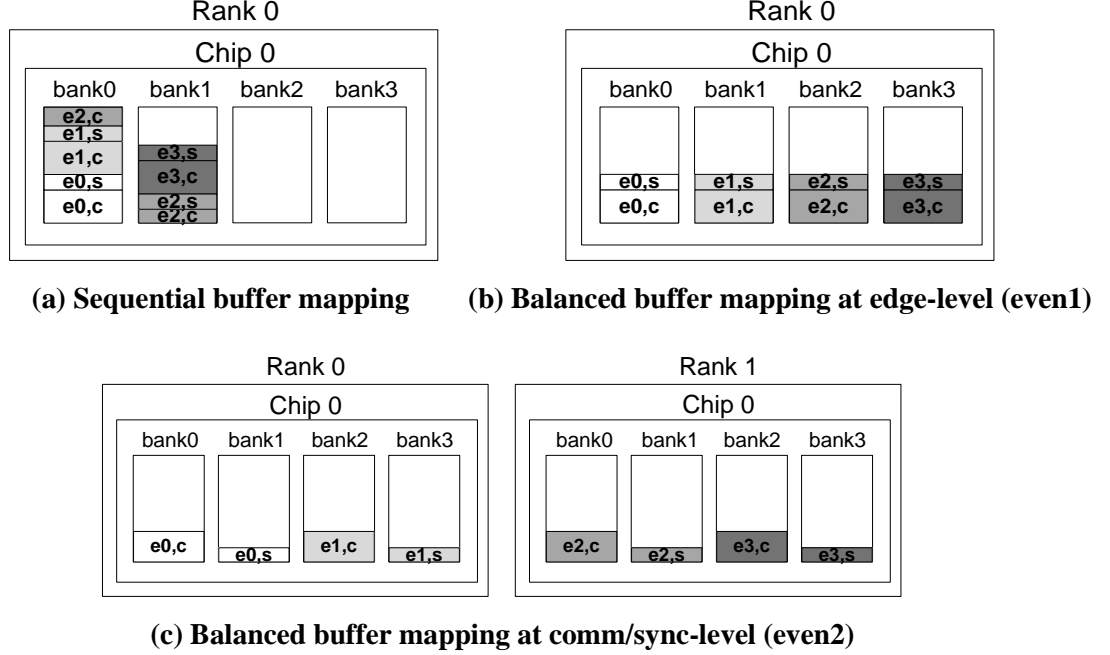 Rank 0
Chip 0
bank0 bank1 bank2 bank3
e2,c
e1,s
e1,c
e0,s
e0,c
e3,s
e3,c
e2,s
e2,c
(a) Sequential buffer mapping
Rank 0
Chip 0
bank0 bank1 bank2 bank3
e0,s e1,s e2,s e3,s
e0,c e1,c e2,c e3,c
(b) Balanced buffer mapping at edge-level (even1)
Rank 0
Chip 0
bank0 bank1 bank2 bank3
e0,c e0,s e1,c e1,s
Rank 1
Chip 0
bank0 bank1 bank2 bank3
e2,c e2,s e3,c e3,s
(c) Balanced buffer mapping at comm/sync-level (even2)